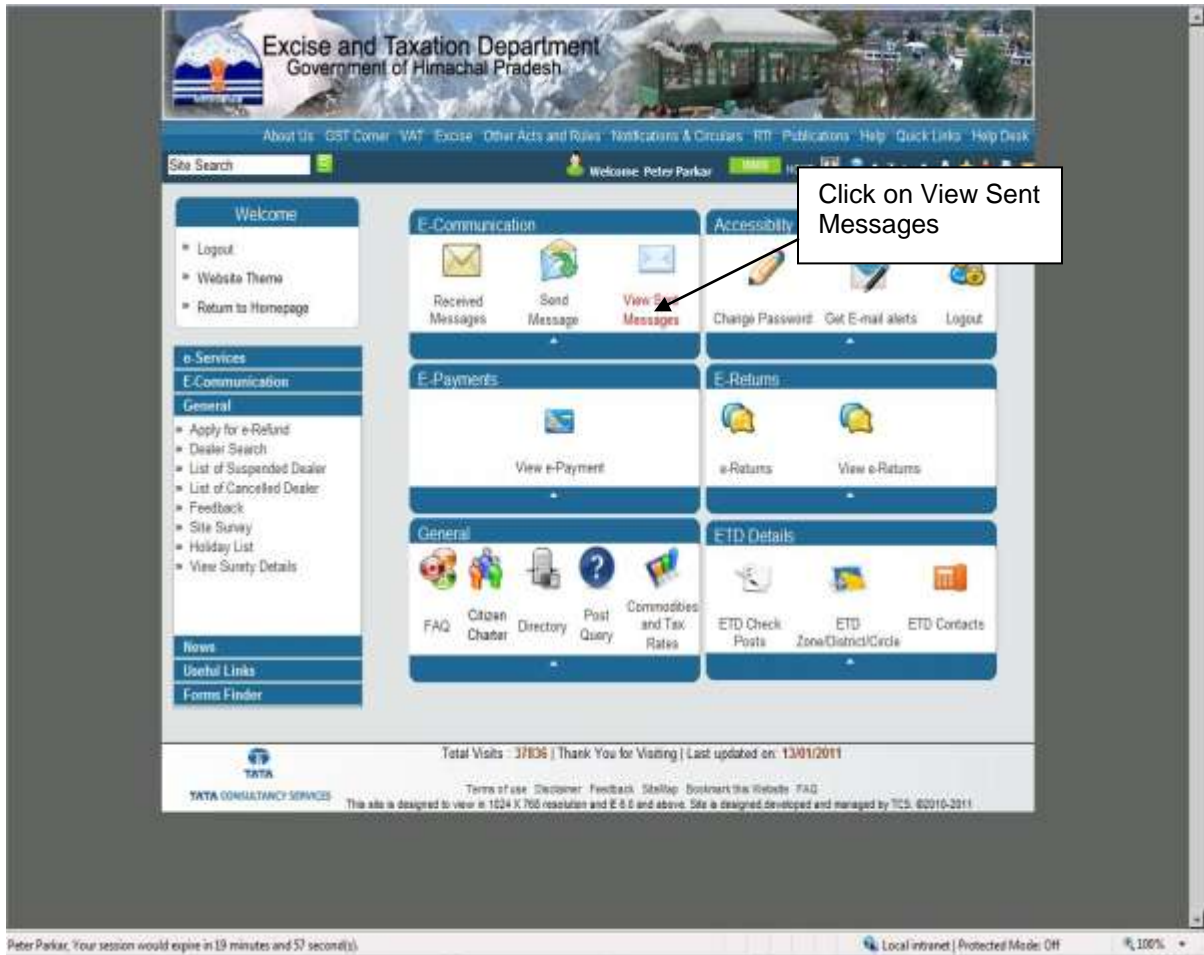 Excise and Taxation Department
Government of Himachal Pradesh
About Us GST Corner VAT Excise Other Acts and Rules Notifications & Circulars RTI Publications Help Quick Links Help Desk
Site Search
Welcome Peter Parkar
Click on View Sent
Messages
Welcome
Logout
Website Theme
Return to Homepage
e-Services
E-Communication
General
Apply for e-Refund
Dealer Search
List of Suspended Dealer
List of Cancelled Dealer
Feedback
Site Survey
Holiday List
View Surety Details
News
Useful Links
Forms Finder
E-Communication
Received
Messages
Send
Message
View Sent
Messages
Accessibilty
Change Password
Get E-mail alerts
Logout
E-Payments
View e-Payment
E-Returns
e-Returns
View e-Returns
General
FAQ
Citizen
Charter
Directory
Post
Query
Commodities
and Tax
Rates
ETD Details
ETD Check
Posts
ETD
Zone/District/Circle
ETD Contacts
TATA
TATA CONSULTANCY SERVICES
Total Visits : 37836 | Thank You for Visiting | Last updated on: 13/01/2011
Terms of use Disclaimer Feedback SiteMap Bookmark this Website FAQ
This site is designed to view in 1024 X 768 resolution and IE 6.0 and above. Site is designed,developed and managed by TCS. ©2010-2011
Peter Parkar, Your session would expire in 19 minutes and 57 second(s).
Local intranet | Protected Mode: Off
100%